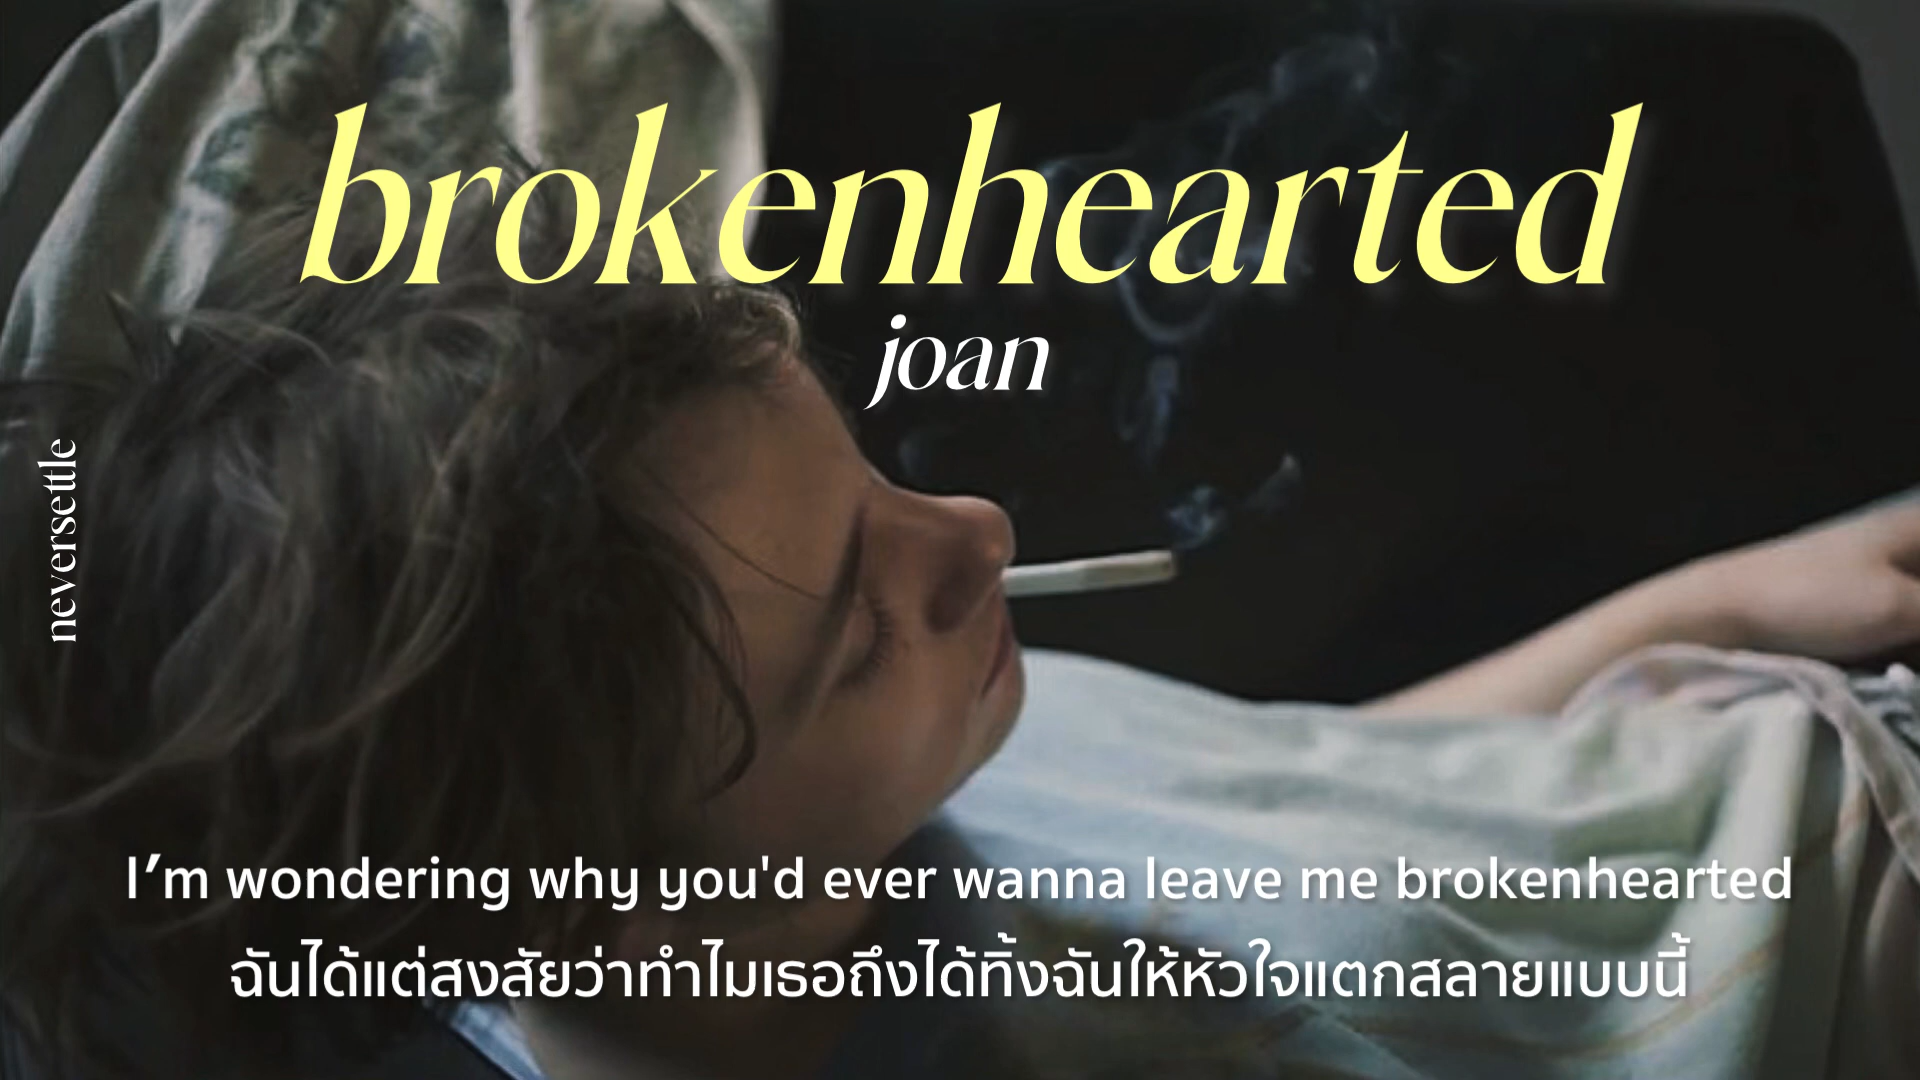 brokenhearted
joan
neversettle
I’m wondering why you'd ever wanna leave me brokenhearted
ฉันได้แต่สงสัยว่าทำไมเธอถึงได้ทิ้งฉันให้หัวใจแตกสลายแบบนี้